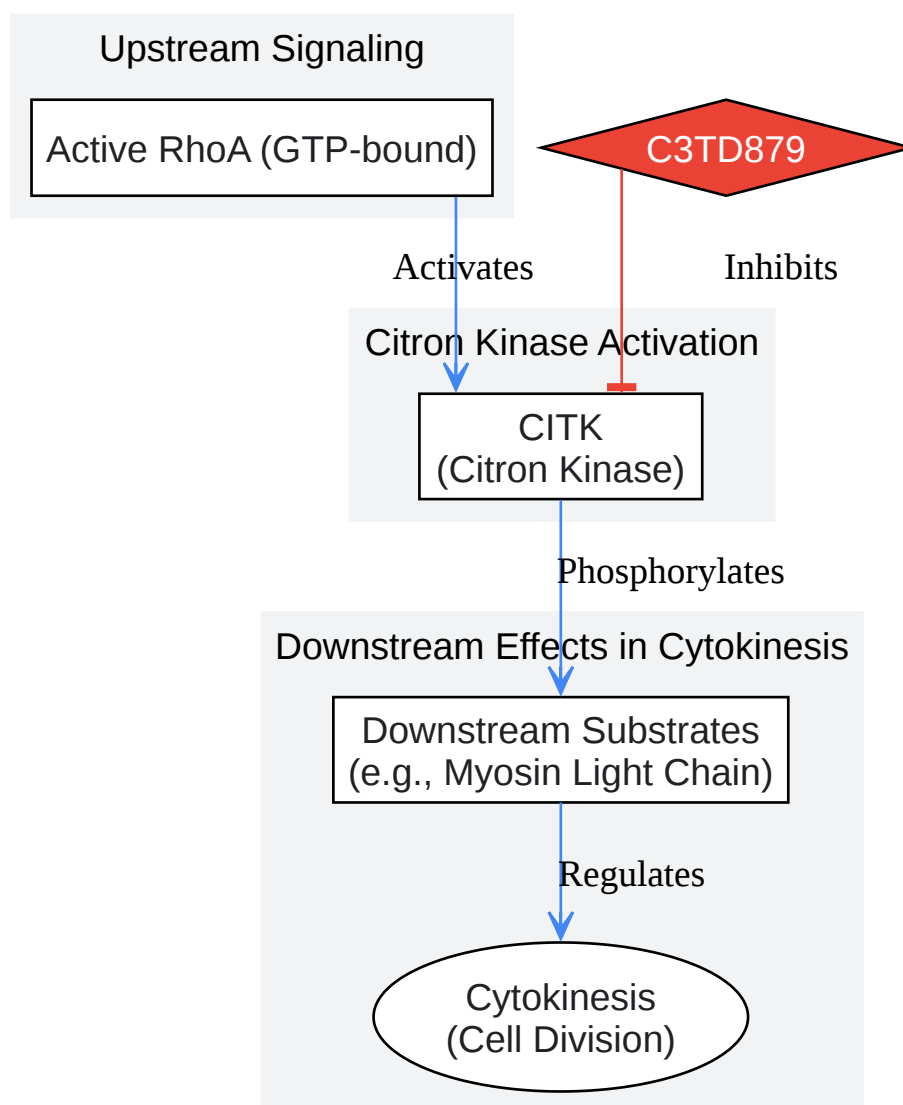 Upstream Signaling
Active RhoA (GTP-bound)
C3TD879
Activates
Inhibits
Citron Kinase Activation
CITK
(Citron Kinase)
Phosphorylates
Downstream Effects in Cytokinesis
Downstream Substrates
(e.g., Myosin Light Chain)
Regulates
Cytokinesis
(Cell Division)